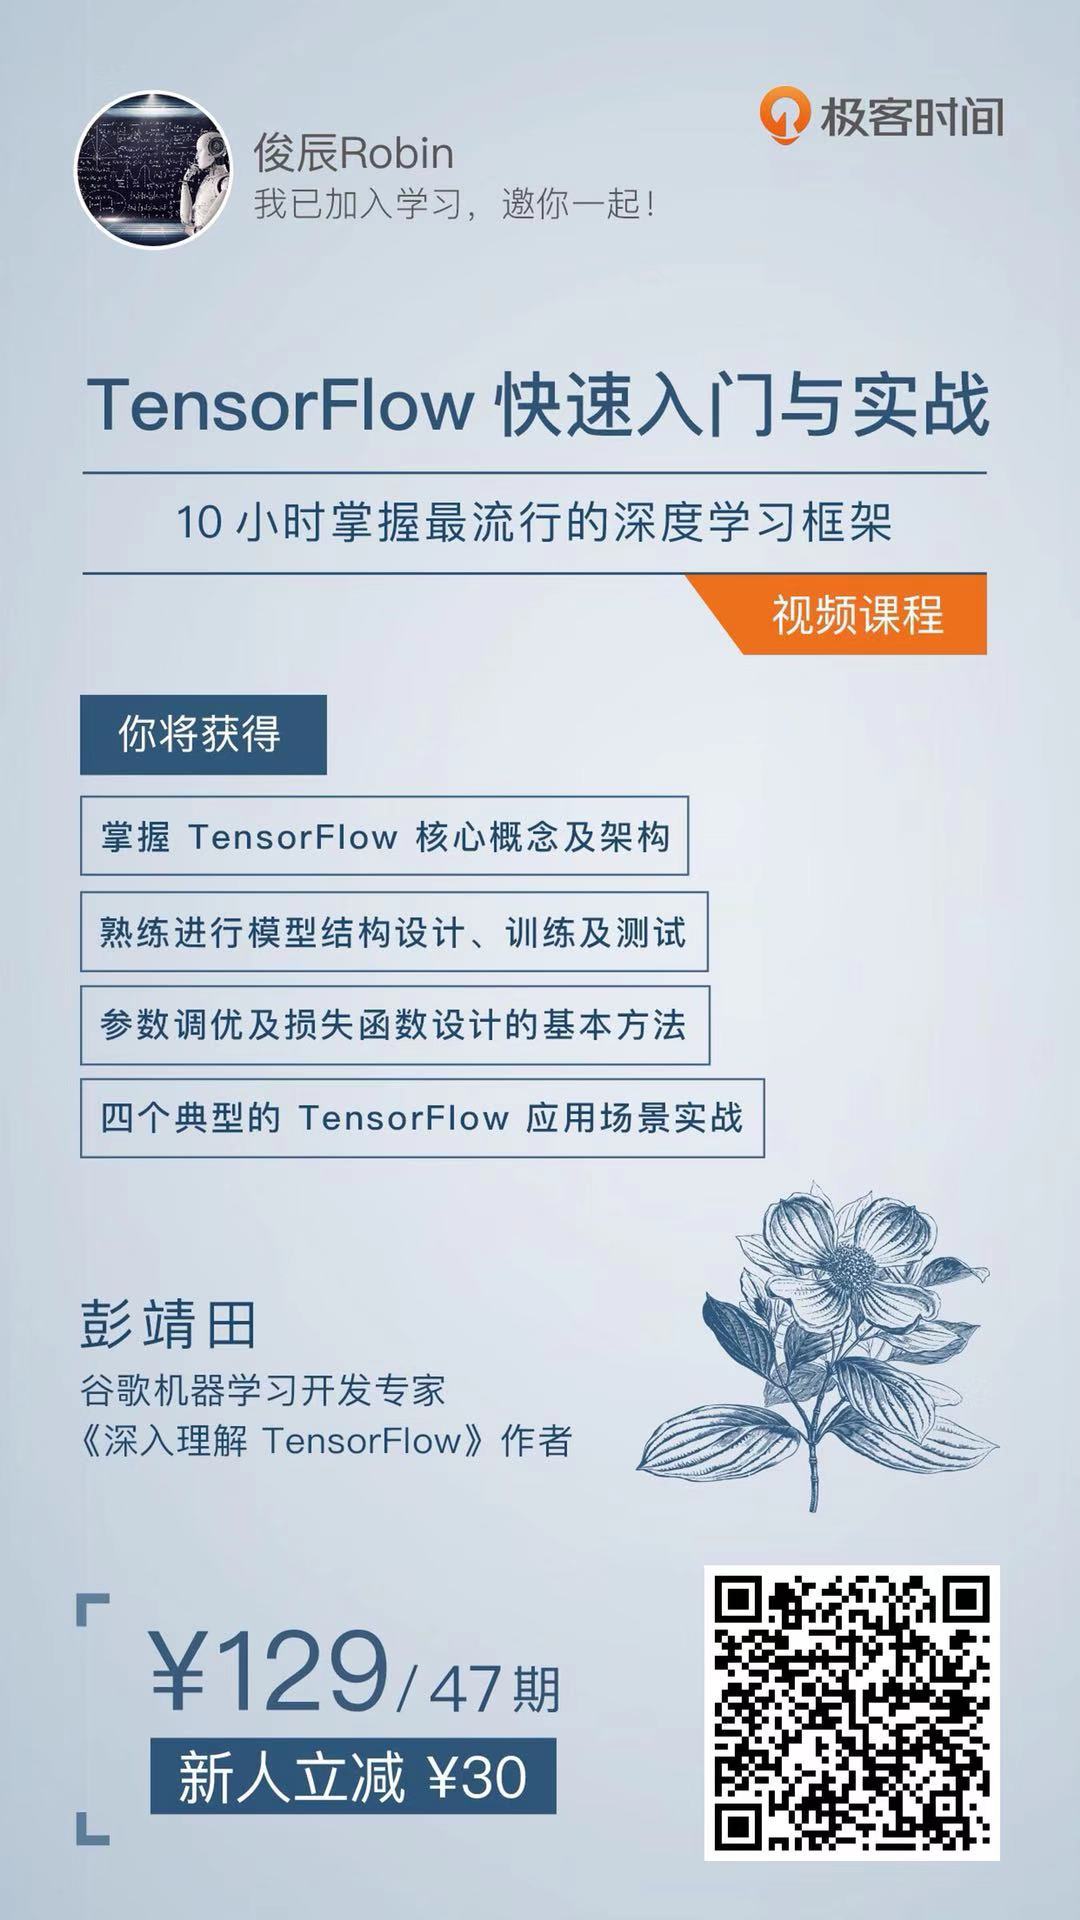 俊辰Robin
我已加入学习，邀你一起！
极客时间
TensorFlow 快速入门与实战
10 小时掌握最流行的深度学习框架
视频课程
你将获得
掌握 TensorFlow 核心概念及架构
熟练进行模型结构设计、训练及测试
参数调优及损失函数设计的基本方法
四个典型的 TensorFlow 应用场景实战
彭靖田
谷歌机器学习开发专家
《深入理解 TensorFlow》作者
¥129/47期
新人立减 ¥30